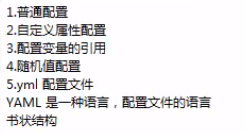 1.普通配置
2.自定义属性配置
3.配置变量的引用
4.随机值配置
5.yml 配置文件
YAML 是一种语言，配置文件的语言
书状结构